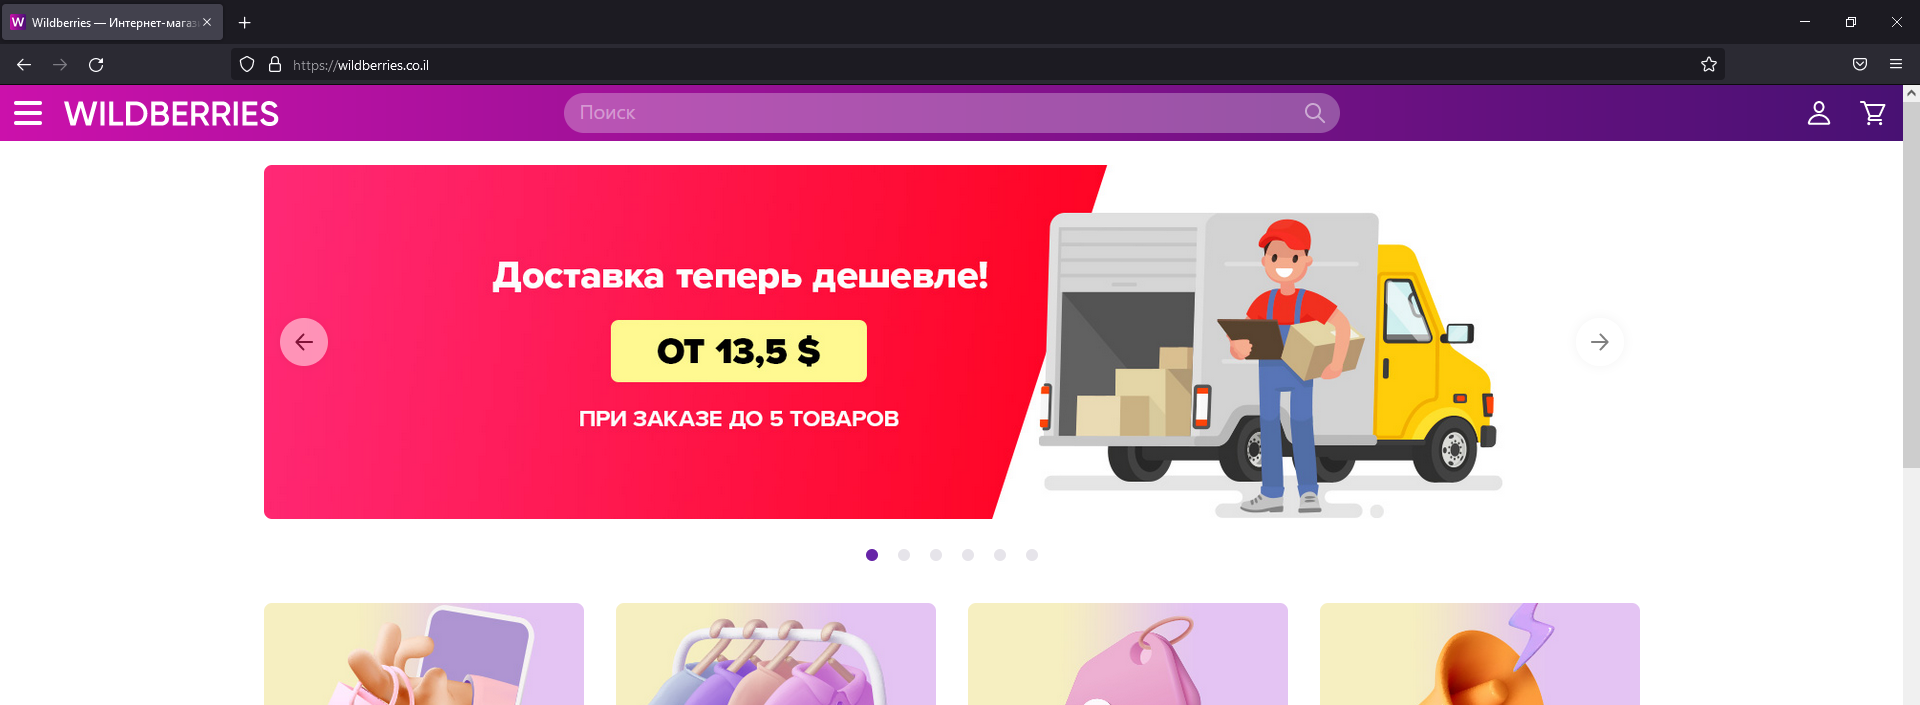 Wildberries — Интернет-магаз
https://wildberries.co.il
WILDBERRIES
Поиск
Доставка теперь дешевле!
ОТ 13,5 $
ПРИ ЗАКАЗЕ ДО 5 ТОВАРОВ